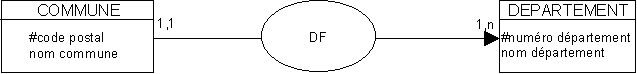 COMMUNE
#code postal
nom commune
1,1
DF
1,n
DEPARTEMENT
#numéro département
nom département